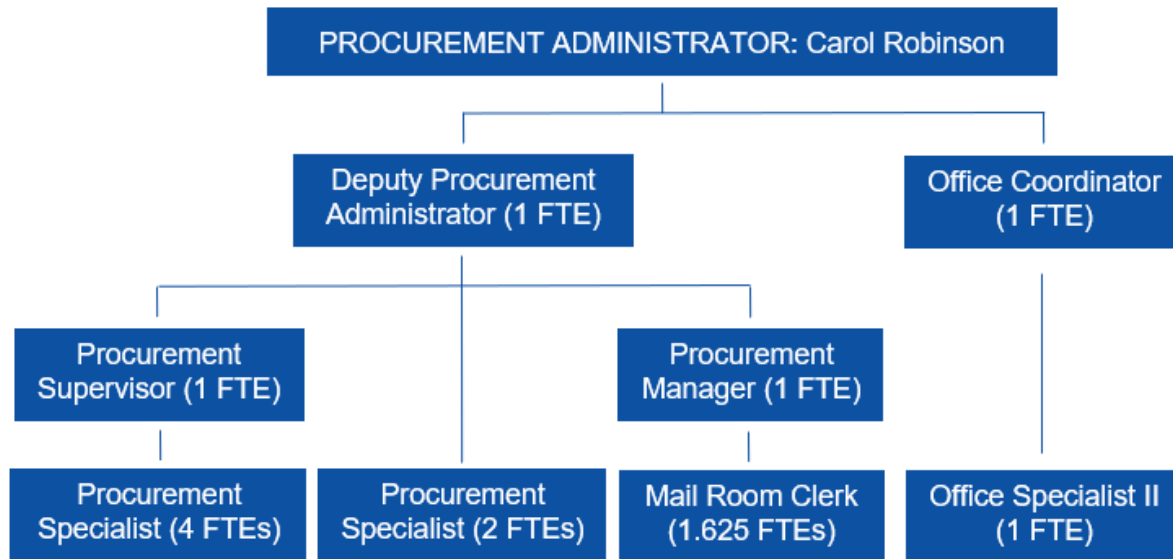 PROCUREMENT ADMINISTRATOR: Carol Robinson
Deputy Procurement
Administrator (1 FTE)
Office Coordinator
(1 FTE)
Procurement
Supervisor (1 FTE)
Procurement
Manager (1 FTE)
Procurement
Specialist (4 FTEs)
Procurement
Specialist (2 FTEs)
Mail Room Clerk
(1.625 FTEs)
Office Specialist II
(1 FTE)